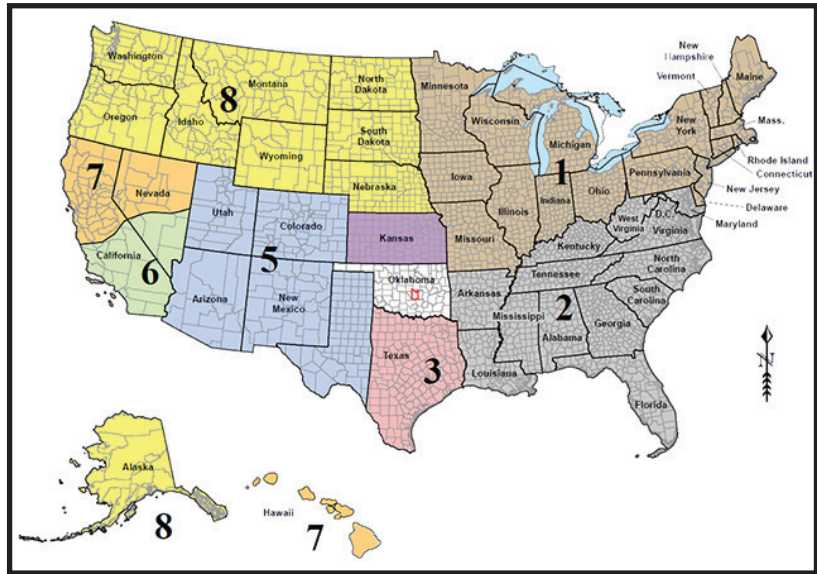 Washington
Montana
North
Dakota
Minnesota
New
Hampshire
Vermont
Maine
Oregon
Idaho
8
South
Dakota
Wisconsin
Michigan
New
York
Mass.
Wyoming
Rhode Island
Connecticut
7
Nevada
Nebraska
Iowa
1
Pennsylvania
New Jersey
Utah
Colorado
Kansas
Missouri
Illinois
Indiana
Ohio
Delaware
D.C.
Maryland
West
Virginia
Virginia
California
6
5
Kentucky
Arizona
New
Mexico
Oklahoma
Arkansas
Tennessee
North
Carolina
South
Carolina
Mississippi
2
Alabama
Georgia
Texas
3
Louisiana
Florida
N
Alaska
8
Hawaii
7